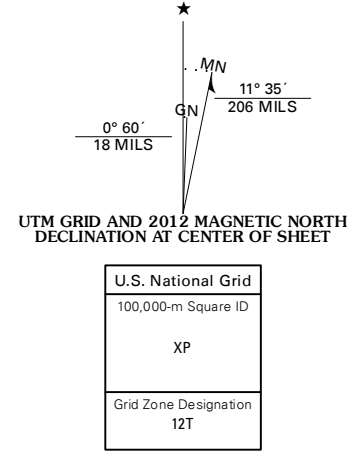 ★
MN
GN
11° 35´
206 MILS
0° 60´
18 MILS
UTM GRID AND 2012 MAGNETIC NORTH
DECLINATION AT CENTER OF SHEET
U.S. National Grid
100,000-m Square ID
XP
Grid Zone Designation
12T